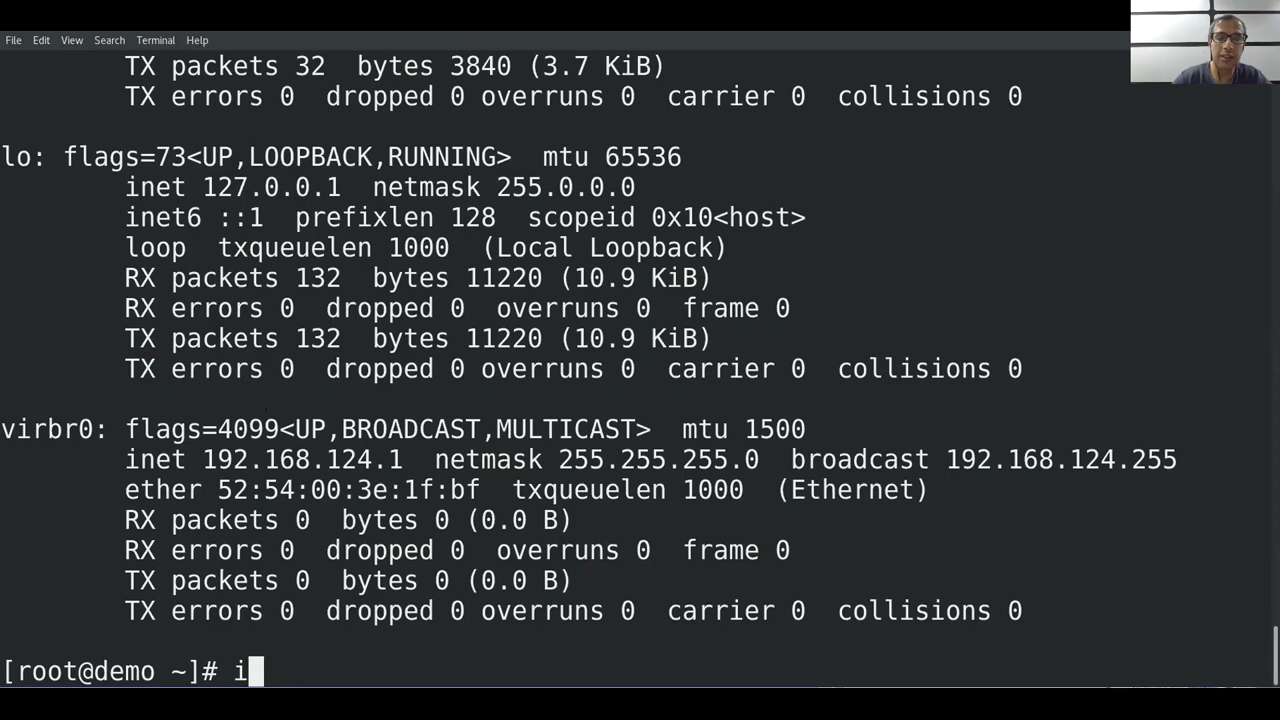 File Edit View Search Terminal Help
TX packets 32 bytes 3840 (3.7 KiB)
TX errors 0 dropped 0 overruns 0 carrier 0 collisions 0
lo: flags=73<UP,LOOPBACK,RUNNING> mtu 65536
inet 127.0.0.1 netmask 255.0.0.0
inet6 ::1 prefixlen 128 scopeid 0x10<host>
loop txqueuelen 1000 (Local Loopback)
RX packets 132 bytes 11220 (10.9 KiB)
RX errors 0 dropped 0 overruns 0 frame 0
TX packets 132 bytes 11220 (10.9 KiB)
TX errors 0 dropped 0 overruns 0 carrier 0 collisions 0
virbr0: flags=4099<UP,BROADCAST,MULTICAST> mtu 1500
inet 192.168.124.1 netmask 255.255.255.0 broadcast 192.168.124.255
ether 52:54:00:3e:1f:bf txqueuelen 1000 (Ethernet)
RX packets 0 bytes 0 (0.0 B)
RX errors 0 dropped 0 overruns 0 frame 0
TX packets 0 bytes 0 (0.0 B)
TX errors 0 dropped 0 overruns 0 carrier 0 collisions 0
[root@demo ~]# i